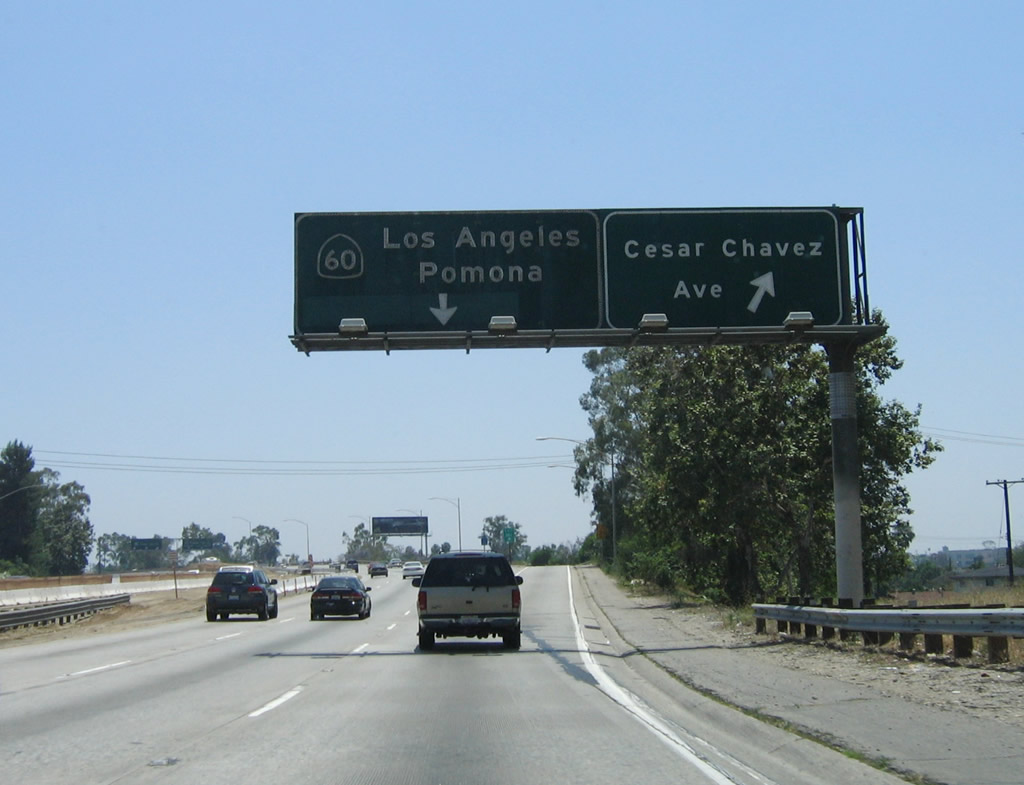 60
Los Angeles
Pomona
Cesar Chavez
Ave